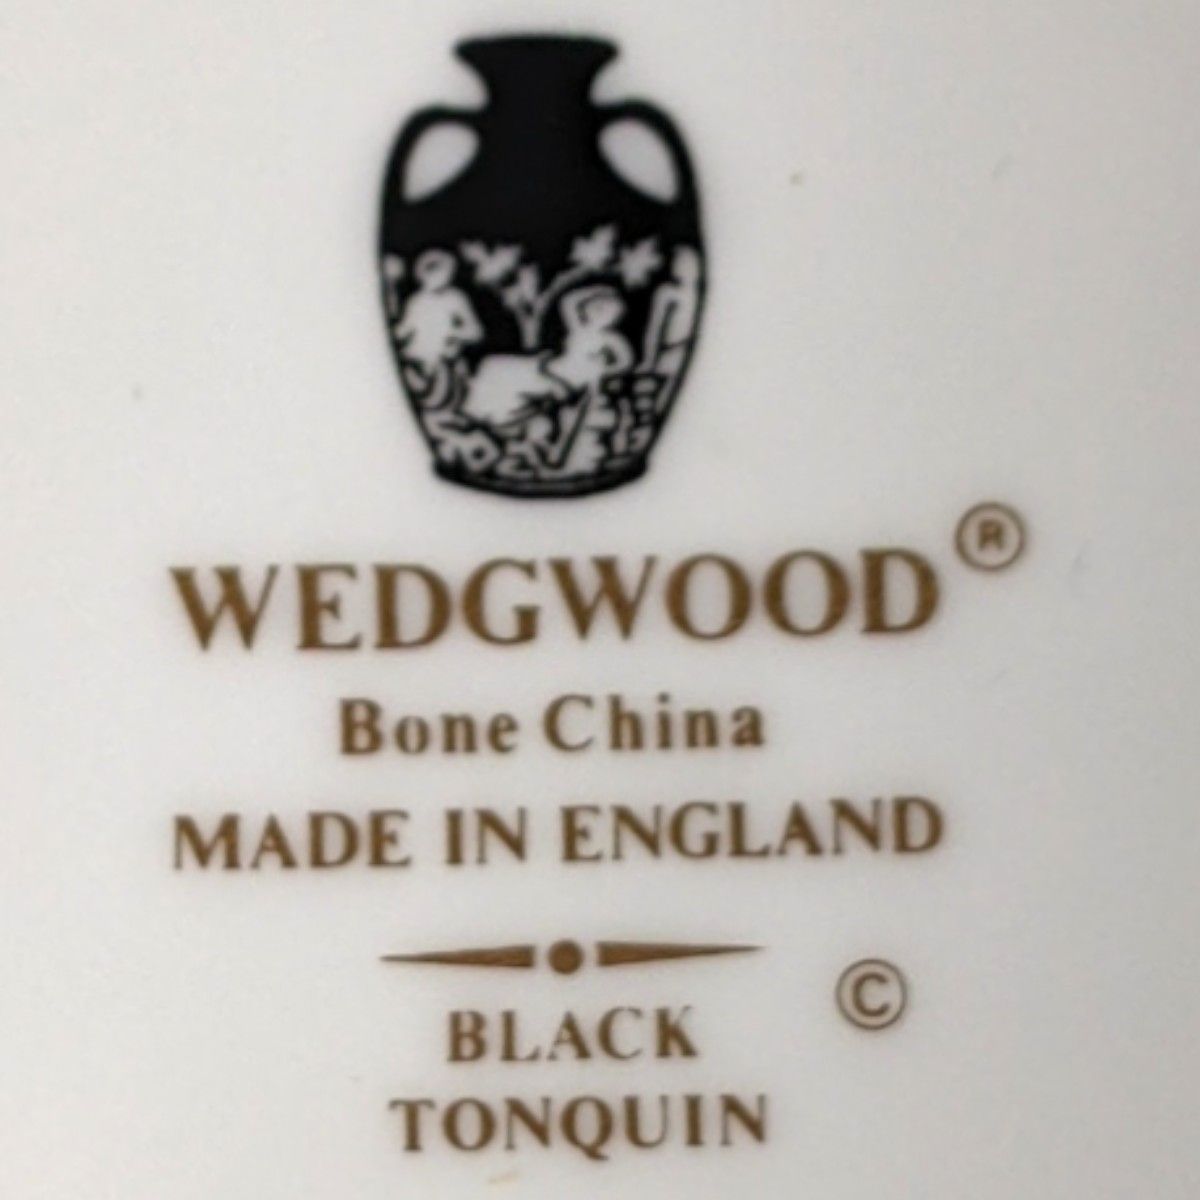 WEDGWOOD®
Bone China
MADE IN ENGLAND
©
BLACK
TONQUIN